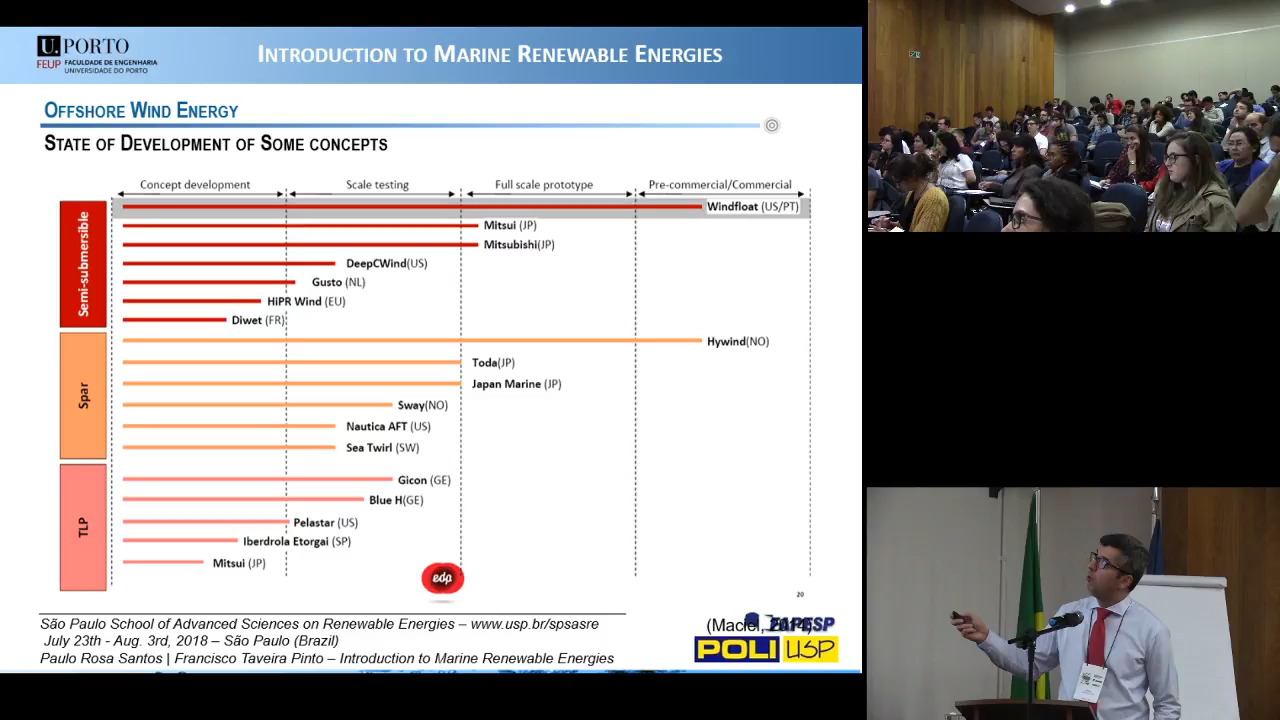 U. PORTO
FEUP FACULDADE DE ENGENHARIA
UNIVERSIDADE DO PORTO
INTRODUCTION TO MARINE RENEWABLE ENERGIES
OFFSHORE WIND ENERGY
STATE OF DEVELOPMENT OF SOME CONCEPTS
Concept development
Scale testing
Full scale prototype
Pre-commercial/Commercial
Semi-submersible
Windfloat (US/PT)
Mitsui (JP)
Mitsubishi(JP)
DeepCWind(US)
Gusto (NL)
HiPR Wind (EU)
Diwet (FR)
Spar
Hywind(NO)
Toda(JP)
Japan Marine (JP)
Sway(NO)
Nautica AFT (US)
Sea Twirl (SW)
TLP
Gicon (GE)
Blue H(GE)
Pelastar (US)
Iberdrola Etorgai (SP)
Mitsui (JP)
edp
20
São Paulo School of Advanced Sciences on Renewable Energies – www.usp.br/spsasre
July 23th - Aug. 3rd, 2018 – São Paulo (Brazil)
Paulo Rosa Santos | Francisco Taveira Pinto – Introduction to Marine Renewable Energies
(Maciel, 2014)
FAPESP
POLI USP